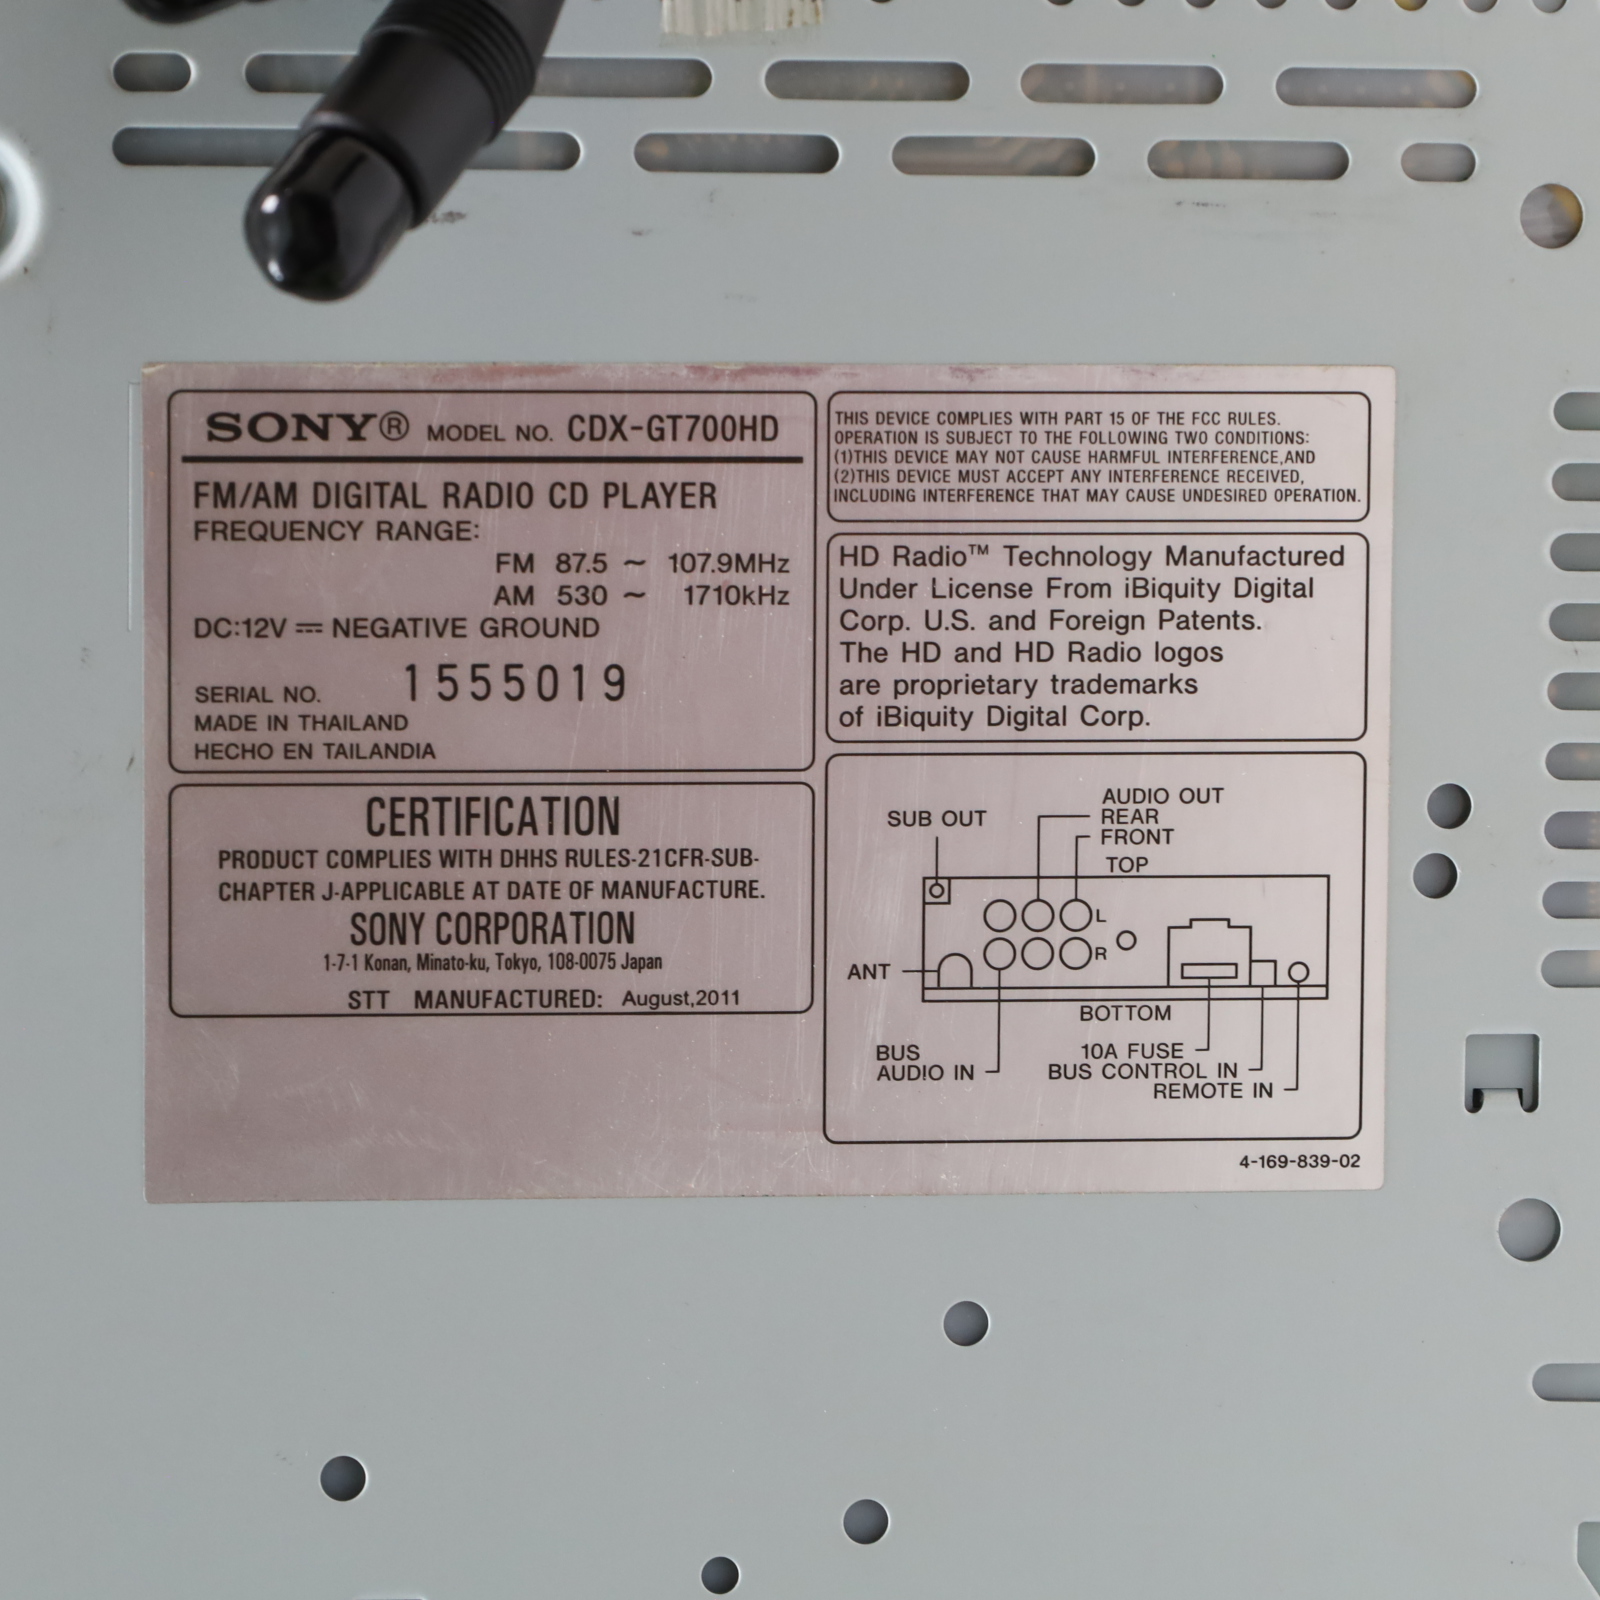 SONY® MODEL NO. CDX-GT700HD
FM/AM DIGITAL RADIO CD PLAYER
FREQUENCY RANGE:
FM 87.5 ~ 107.9MHz
AM 530 ~ 1710kHz
DC:12V ⎓ NEGATIVE GROUND
SERIAL NO. 1555019
MADE IN THAILAND
HECHO EN TAILANDIA
CERTIFICATION
PRODUCT COMPLIES WITH DHHS RULES-21CFR-SUB-
CHAPTER J-APPLICABLE AT DATE OF MANUFACTURE.
SONY CORPORATION
1-7-1 Konan, Minato-ku, Tokyo, 108-0075 Japan
STT MANUFACTURED: August,2011
THIS DEVICE COMPLIES WITH PART 15 OF THE FCC RULES.
OPERATION IS SUBJECT TO THE FOLLOWING TWO CONDITIONS:
(1)THIS DEVICE MAY NOT CAUSE HARMFUL INTERFERENCE,AND
(2)THIS DEVICE MUST ACCEPT ANY INTERFERENCE RECEIVED,
INCLUDING INTERFERENCE THAT MAY CAUSE UNDESIRED OPERATION.
HD Radio™ Technology Manufactured
Under License From iBiquity Digital
Corp. U.S. and Foreign Patents.
The HD and HD Radio logos
are proprietary trademarks
of iBiquity Digital Corp.
AUDIO OUT
SUB OUT REAR
FRONT
TOP
L
R
ANT
BOTTOM
BUS
AUDIO IN
10A FUSE
BUS CONTROL IN
REMOTE IN
4-169-839-02